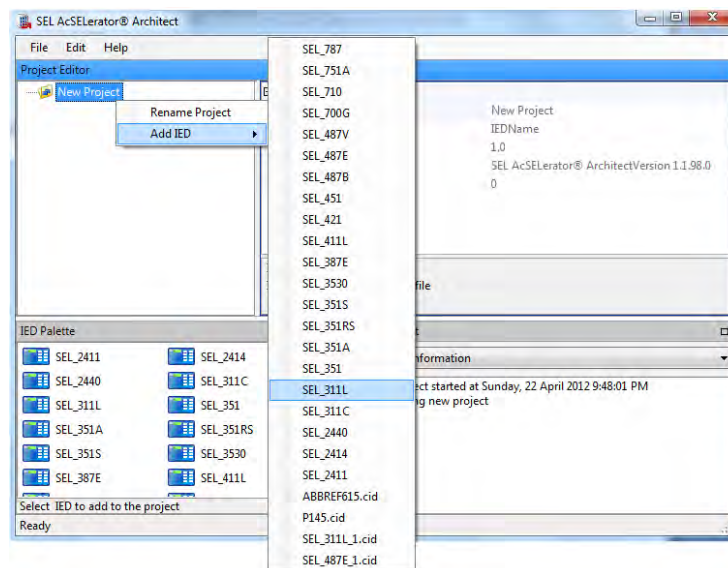 SEL AcSELerator® Architect
File Edit Help
Project Editor
New Project
Rename Project
Add IED
SEL_787
SEL_751A
SEL_710
SEL_700G
SEL_487V
SEL_487E
SEL_487B
SEL_451
SEL_421
SEL_411L
SEL_387E
SEL_3530
SEL_351S
SEL_351RS
SEL_351A
SEL_351
SEL_311L
SEL_311C
SEL_2440
SEL_2414
SEL_2411
ABBREF615.cid
P145.cid
SEL_311L_1.cid
SEL_487E_1.cid
New Project
IEDName
1.0
SEL AcSELerator® ArchitectVersion 1.1.98.0
0
file
IED Palette
SEL_2411 SEL_2414
SEL_2440 SEL_311C
SEL_311L SEL_351
SEL_351A SEL_351RS
SEL_351S SEL_3530
SEL_387E SEL_411L
Select IED to add to the project
Ready
nformation
ect started at Sunday, 22 April 2012 9:48:01 PM
ng new project